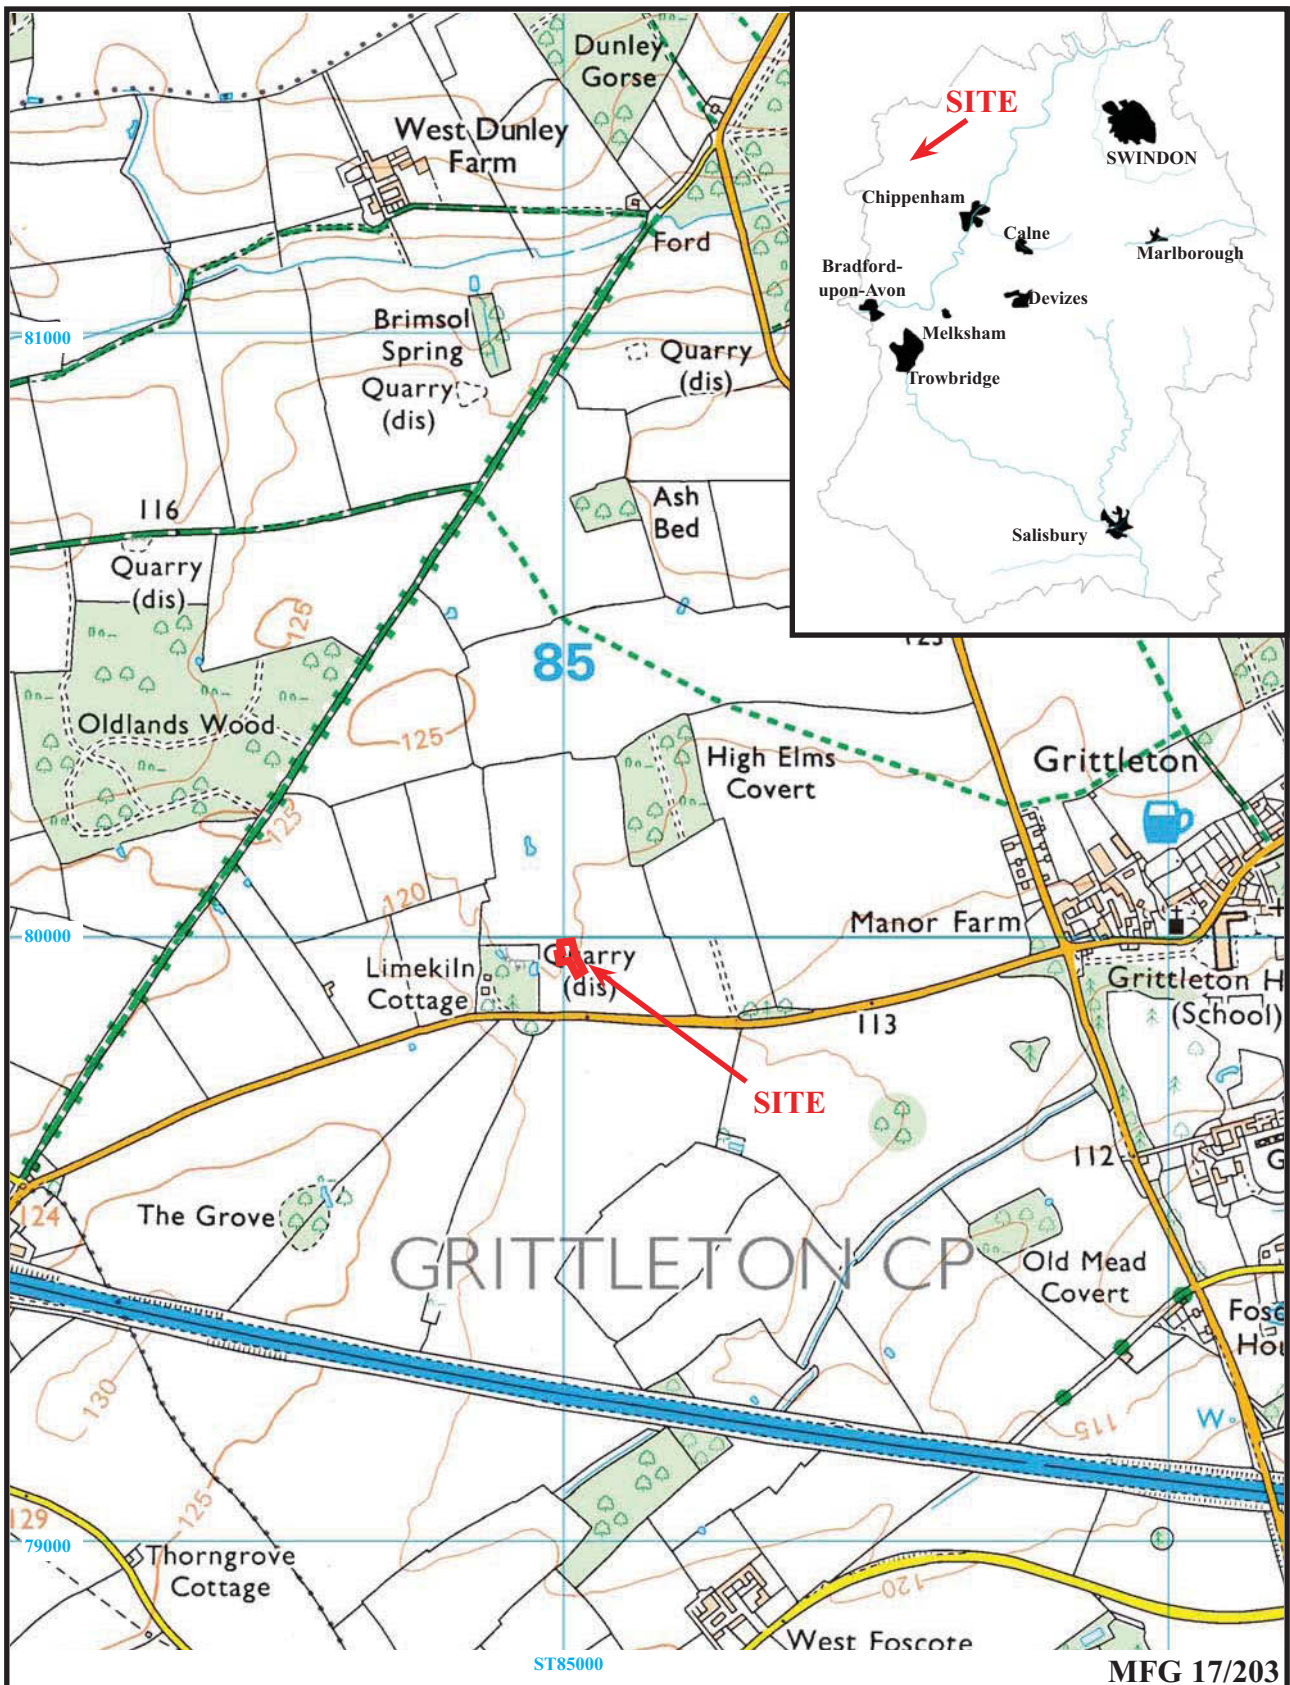 Dunley
Gorse
West Dunley
Farm
Ford
Brimsol
Spring
81000
Quarry
(dis)
Quarry
(dis)
116
Ash
Bed
Quarry
(dis)
125
85
Oldlands Wood
125
High Elms
Covert
Grittleton
125
120
Manor Farm
80000
Limekiln
Cottage
Quarry
(dis)
Grittleton H
(School)
113
SITE
112
G
124
The Grove
GRITTLETON CP
Old Mead
Covert
Fosc
Hou
130
115
W
125
129
79000
Thorngrove
Cottage
120
West Foscote
ST85000
MFG 17/203
SITE
SWINDON
Chippenham
Calne
Marlborough
Bradford-
upon-Avon
Devizes
Melksham
Trowbridge
Salisbury